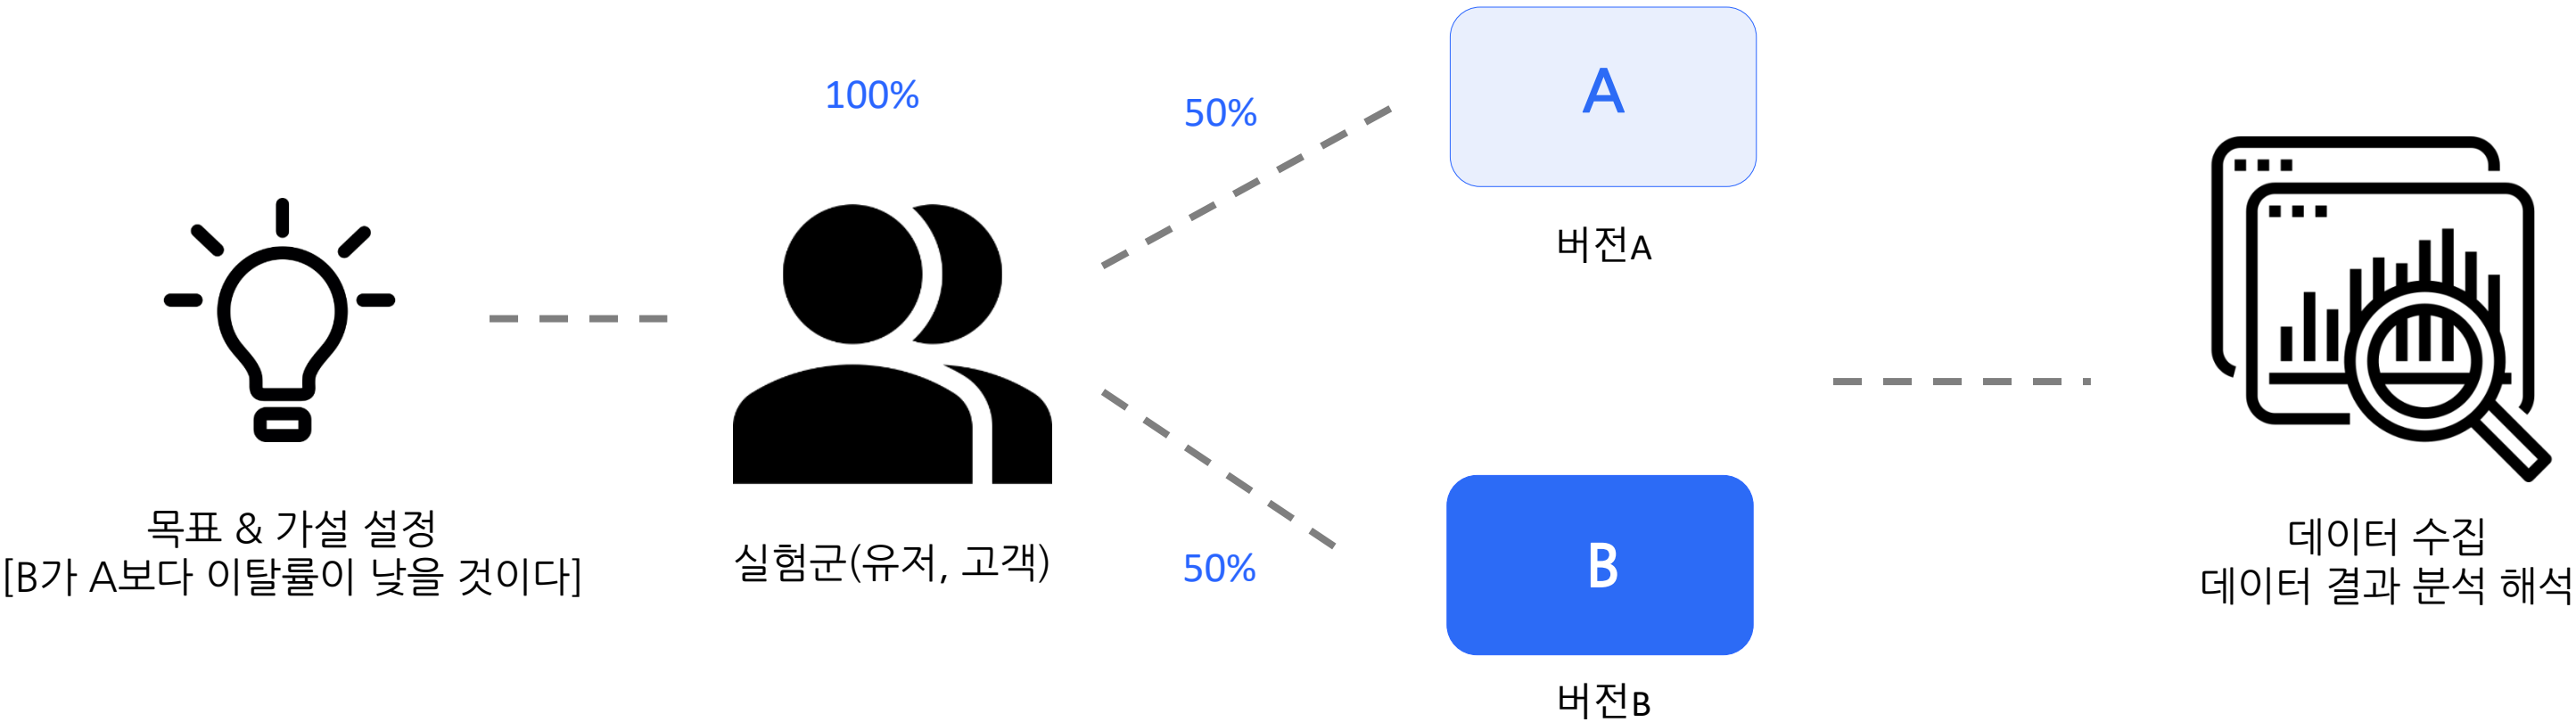 목표 & 가설 설정
[B가 A보다 이탈률이 낮을 것이다]
100%
실험군(유저, 고객)
50%
50%
A
버전A
B
버전B
데이터 수집
데이터 결과 분석 해석